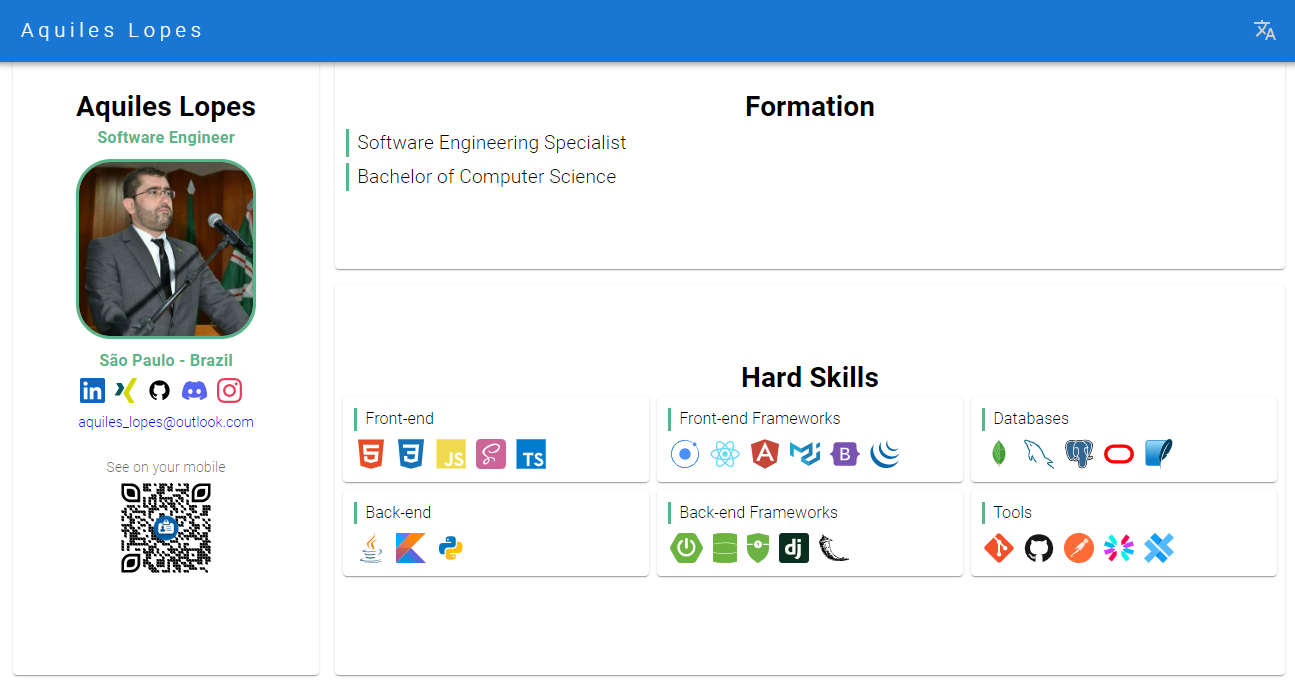 Aquiles Lopes
Aquiles Lopes
Software Engineer
São Paulo - Brazil
aquiles_lopes@outlook.com
See on your mobile
Formation
Software Engineering Specialist
Bachelor of Computer Science
Hard Skills
Front-end
5 3 JS TS
Front-end Frameworks
A B
Databases
Back-end
Back-end Frameworks
dj
Tools